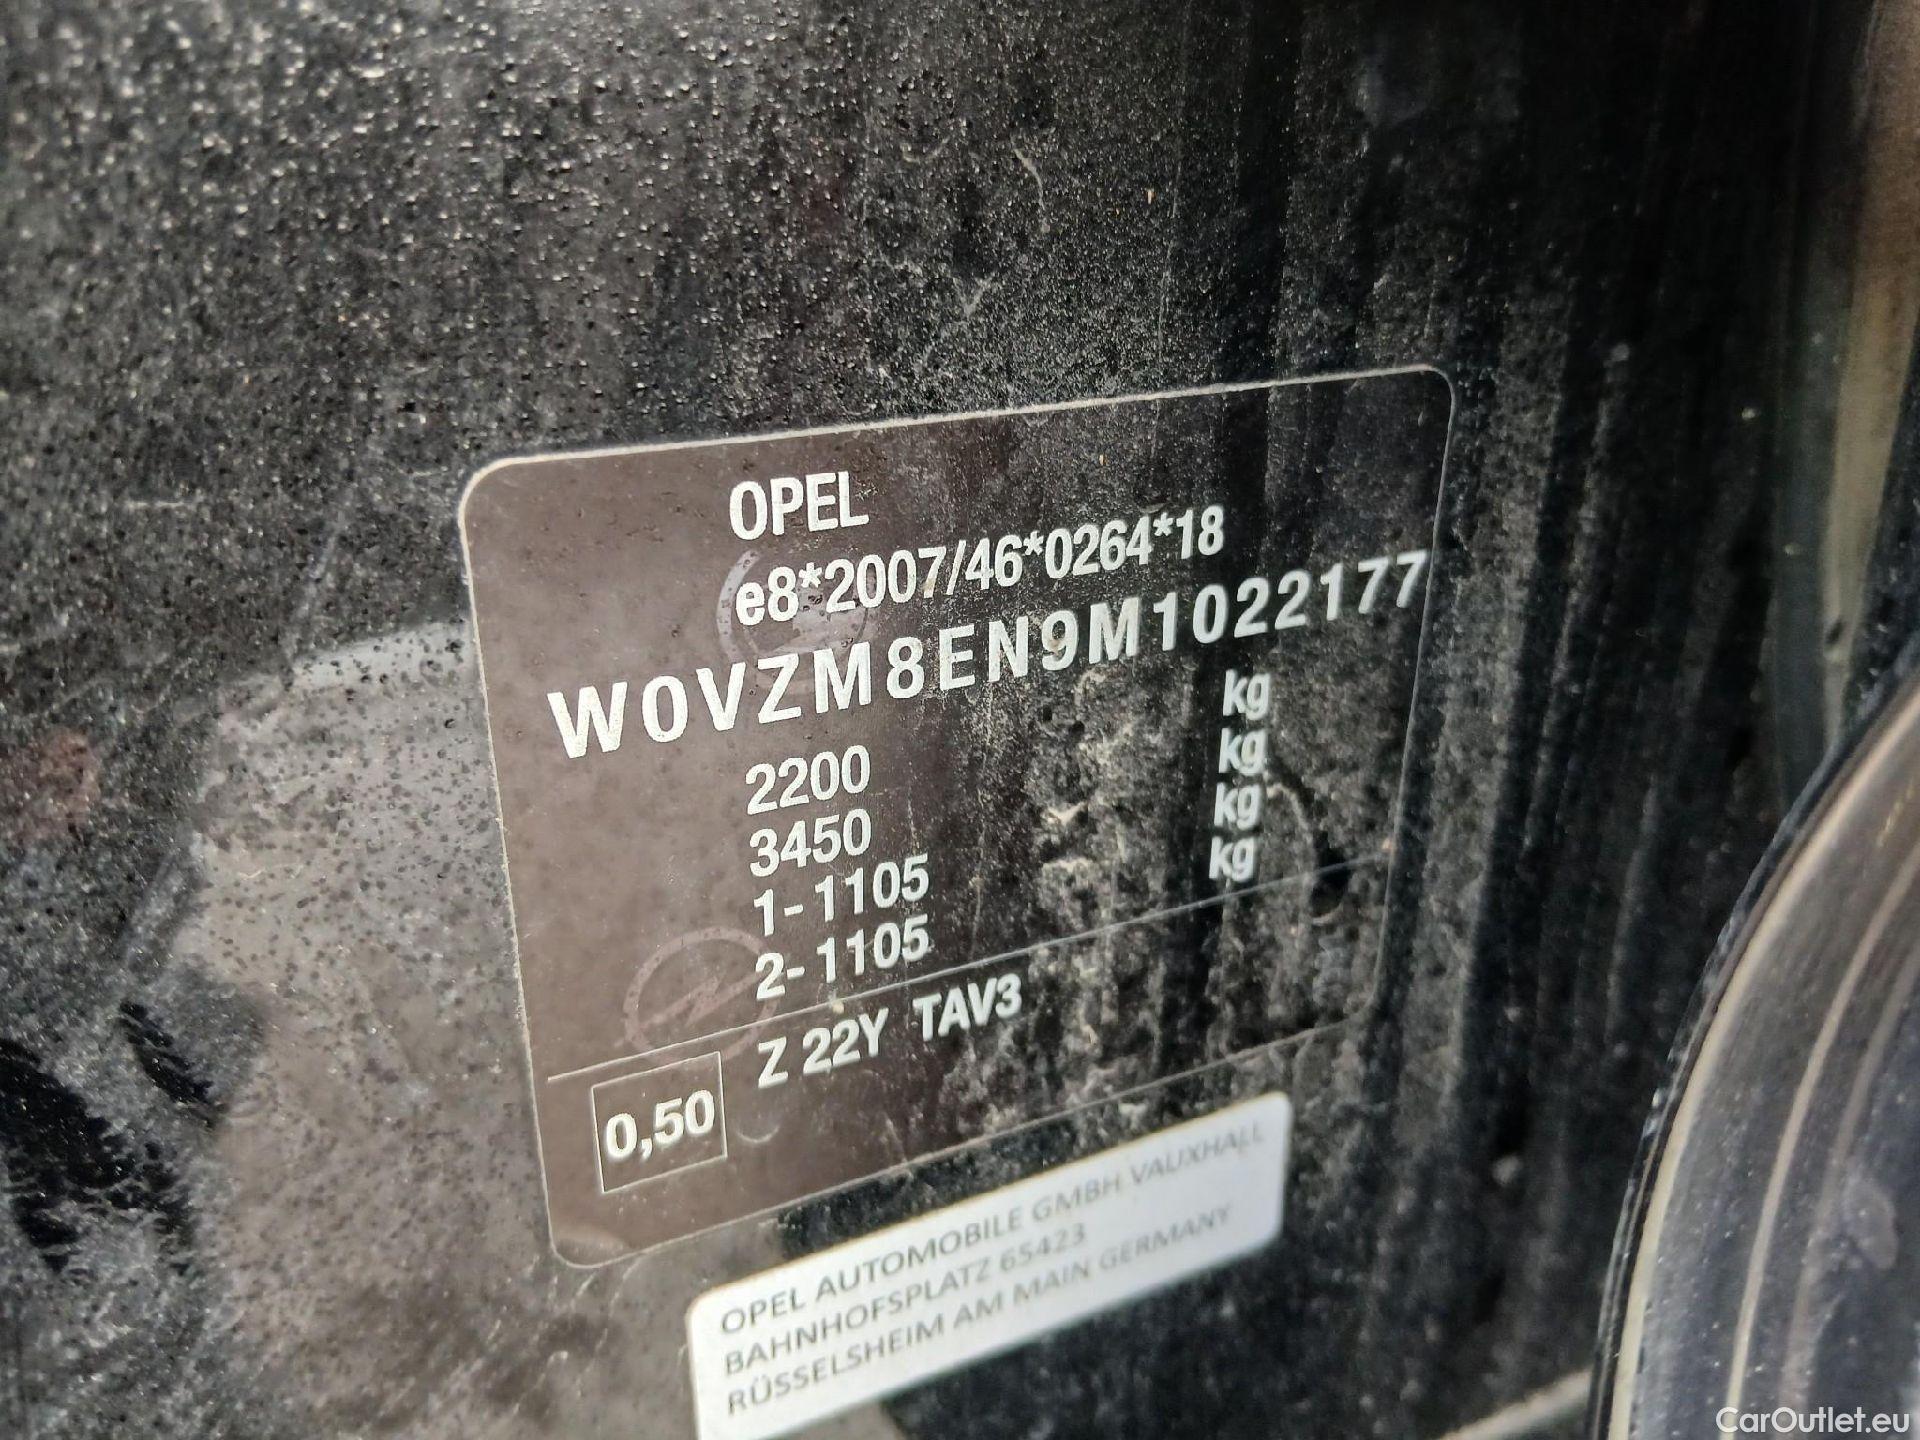 OPEL
e8*2007/46*0264*18
W0VZM8EN9M1022177
2200 kg
3450 kg
1-1105 kg
2-1105 kg
Z 22Y TAV3
0,50
OPEL AUTOMOBILE GMBH VAUXHALL
BAHNHOFSPLATZ 65423
RÜSSELSHEIM AM MAIN GERMANY
CarOutlet.eu